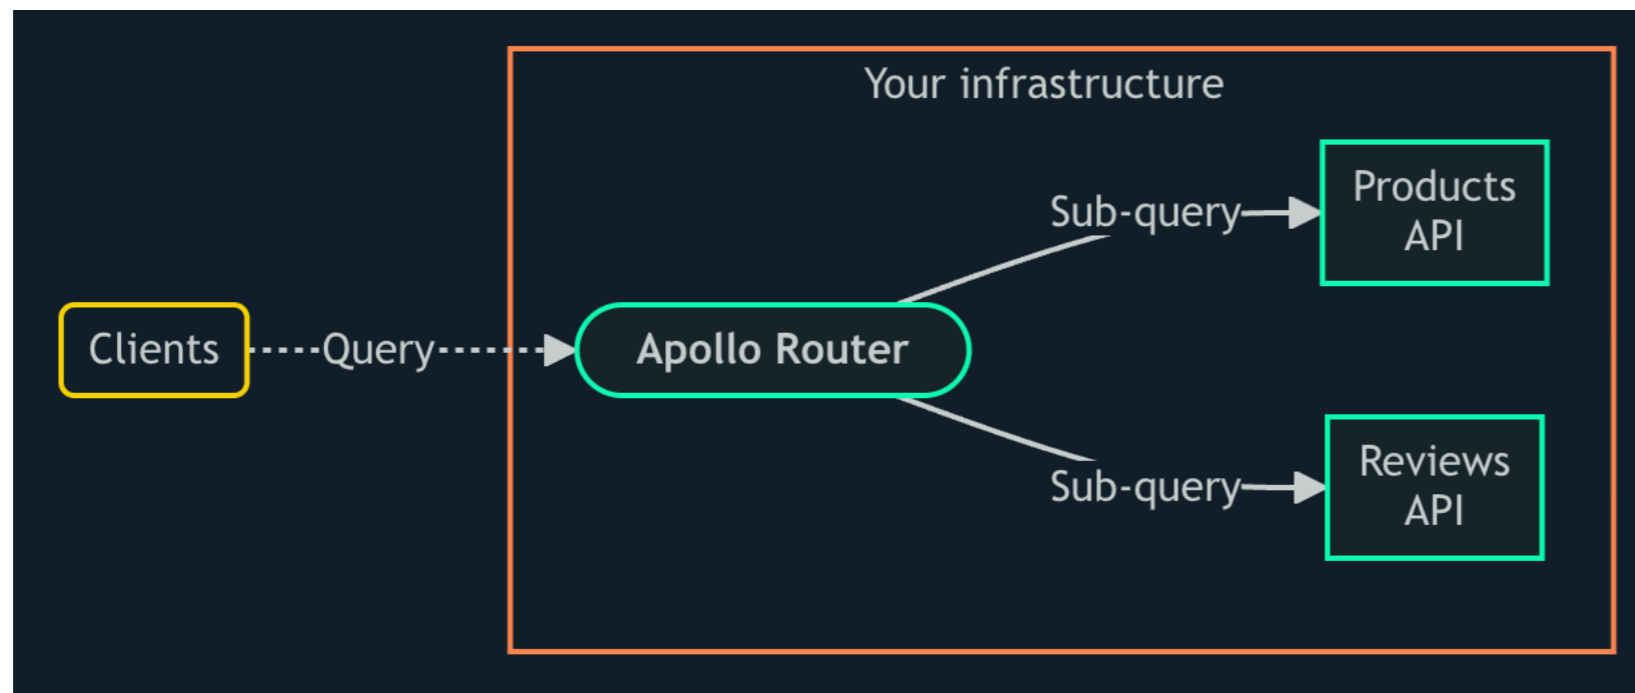 Your infrastructure
Clients
Query
Apollo Router
Sub-query
Products
API
Sub-query
Reviews
API